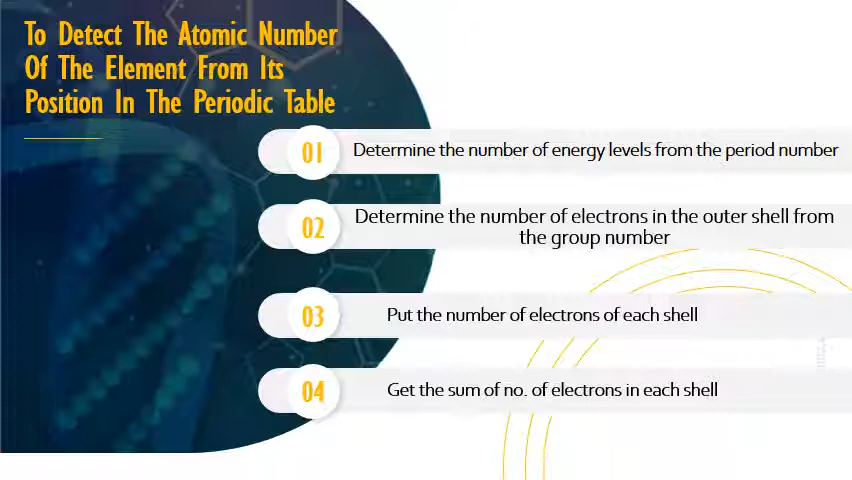 To Detect The Atomic Number
Of The Element From Its
Position In The Periodic Table
01
Determine the number of energy levels from the period number
02
Determine the number of electrons in the outer shell from
the group number
03
Put the number of electrons of each shell
04
Get the sum of no. of electrons in each shell